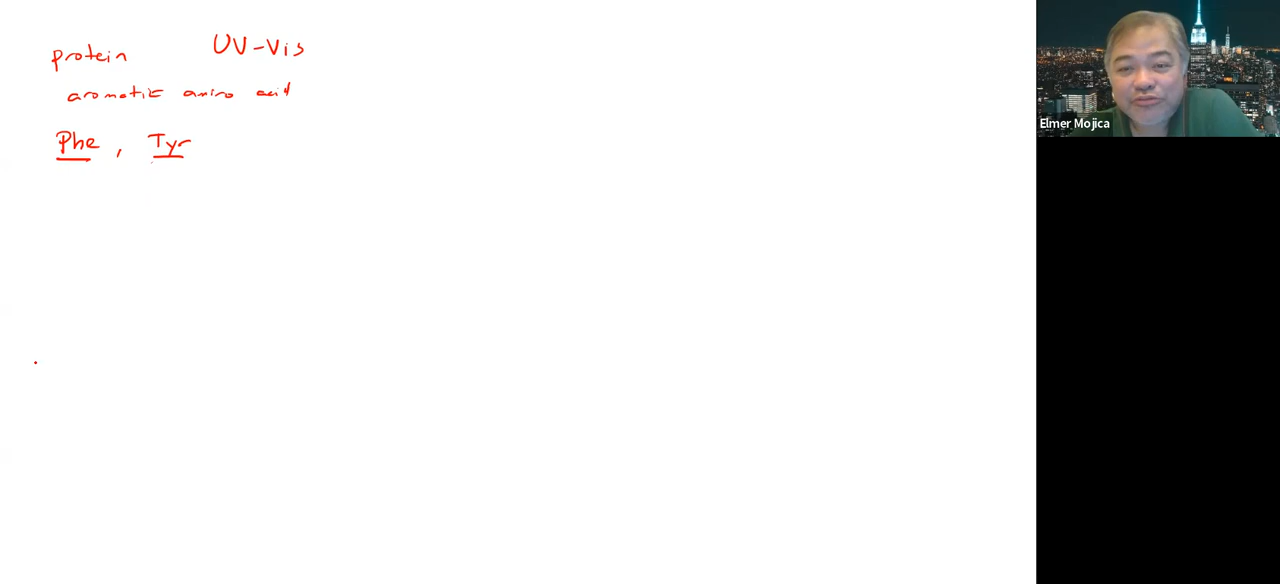 protein UV-Vis
aromatic amino acid
Phe, Tyr
Elmer Mojica